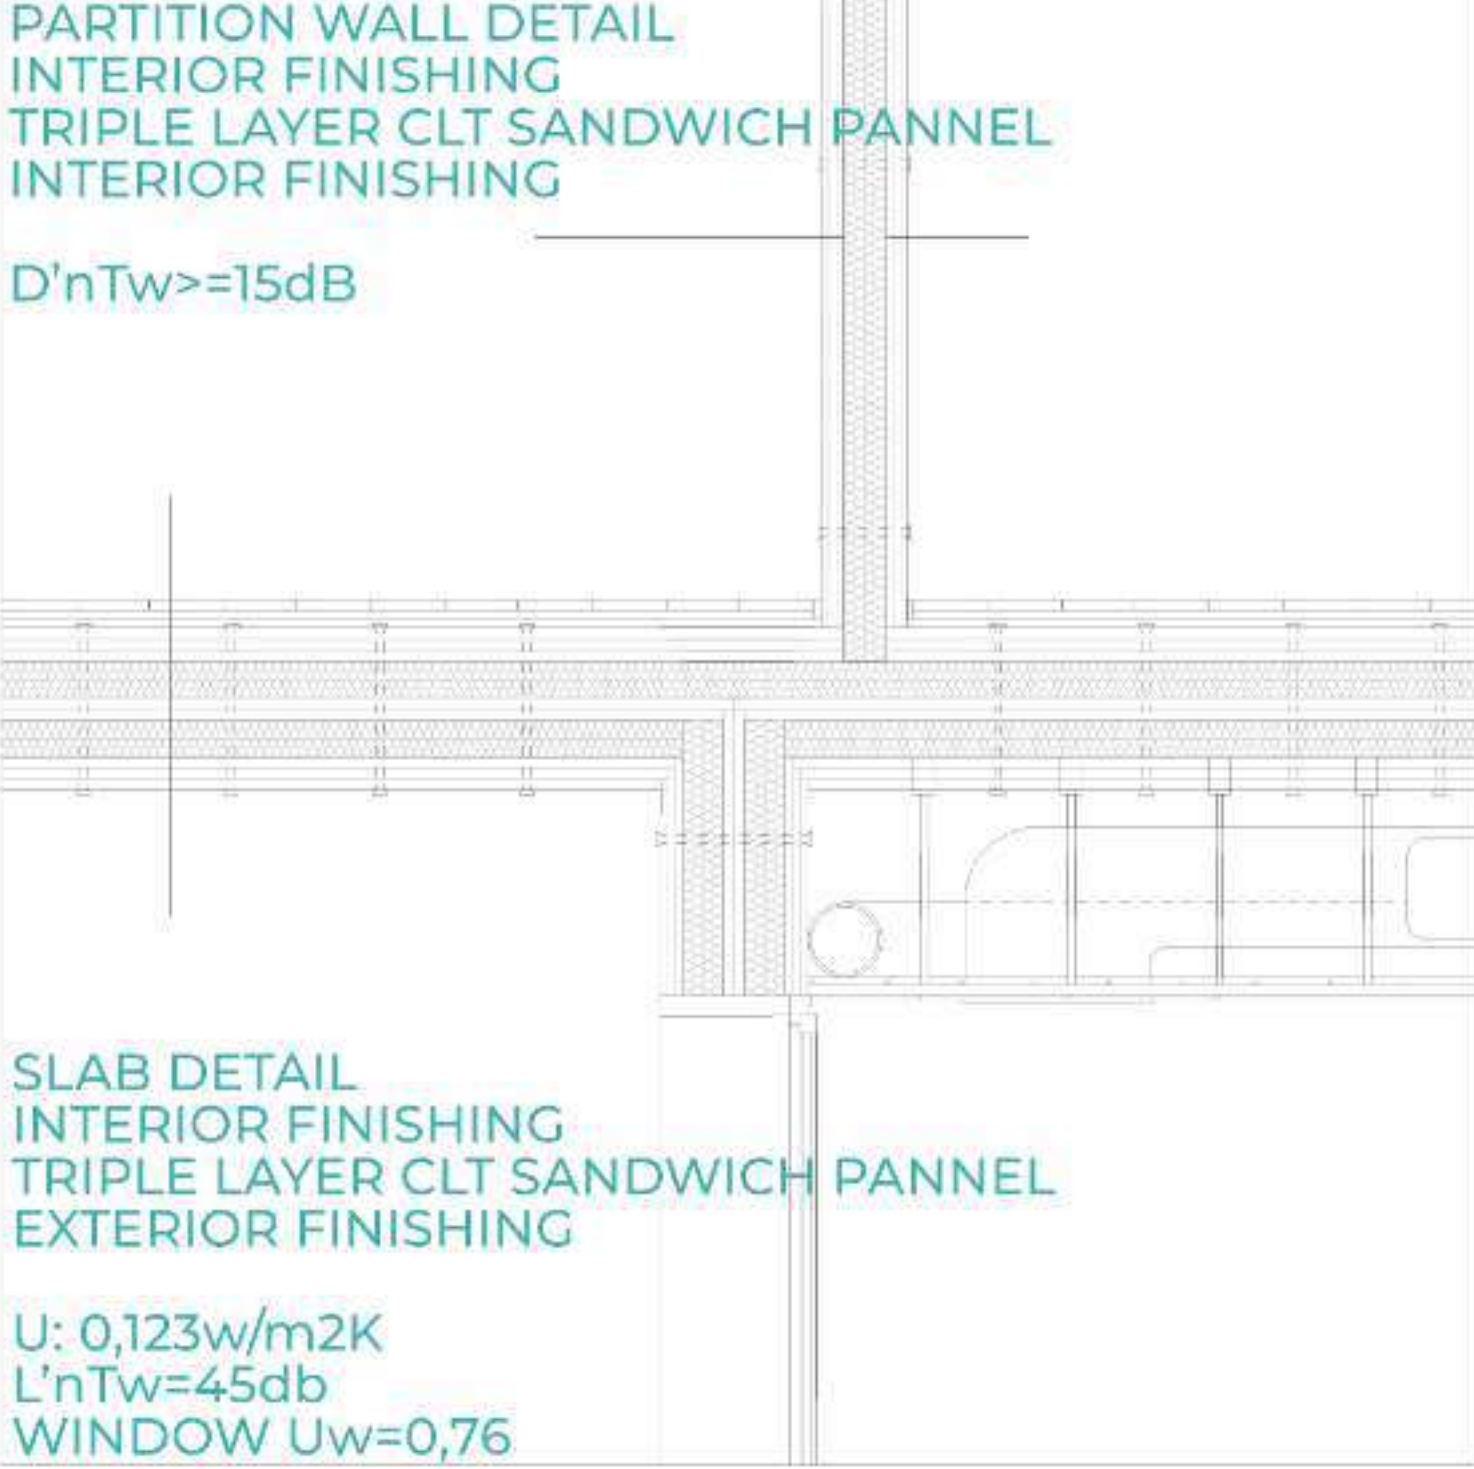 PARTITION WALL DETAIL
INTERIOR FINISHING
TRIPLE LAYER CLT SANDWICH PANNEL
INTERIOR FINISHING
D'nTw>=15dB
SLAB DETAIL
INTERIOR FINISHING
TRIPLE LAYER CLT SANDWICH PANNEL
EXTERIOR FINISHING
U: 0,123w/m2K
L'nTw=45db
WINDOW Uw=0,76